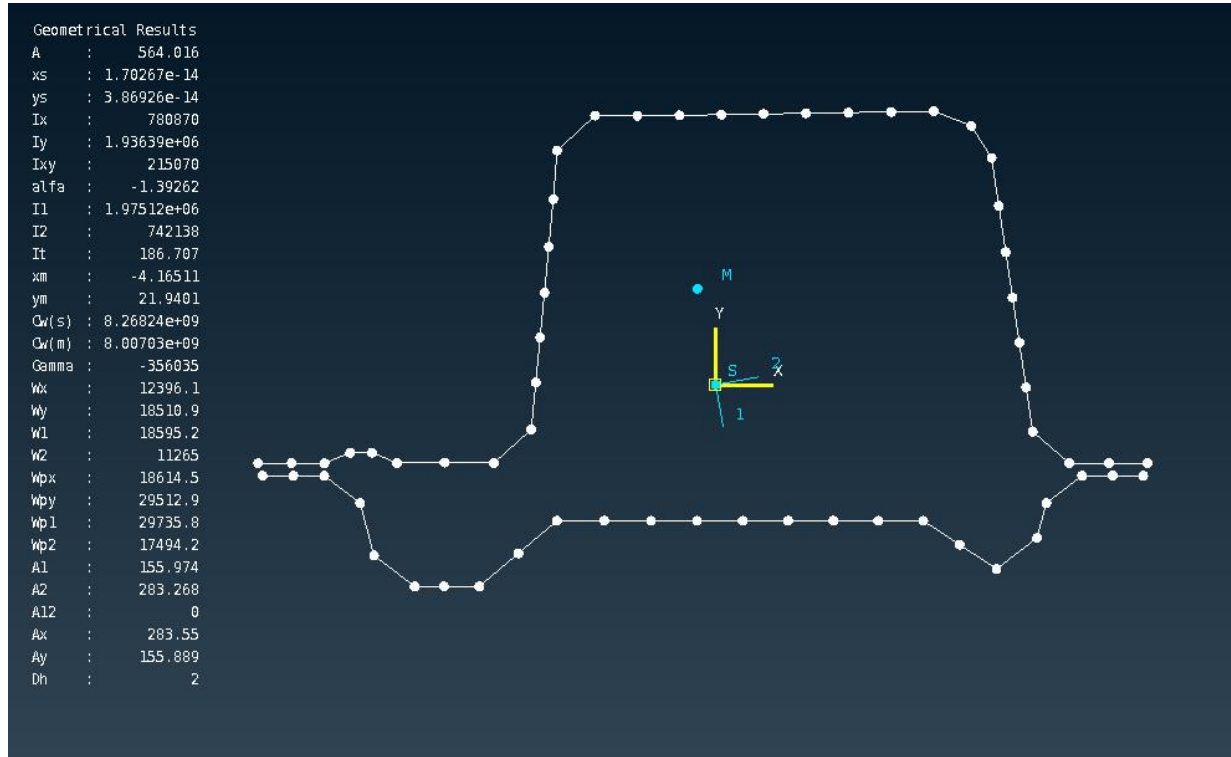 Geometrical Results
A : 564.016
xs : 1.70267e-14
ys : 3.86926e-14
Ix : 780870
Iy : 1.93639e+06
Ixy : 215070
alfa : -1.39262
I1 : 1.97512e+06
I2 : 742138
It : 186.707
xm : -4.16511
ym : 21.9401
Cw(s) : 8.26824e+09
Cw(m) : 8.00703e+09
Gamma : -356035
Wx : 12396.1
Wy : 18510.9
W1 : 18595.2
W2 : 11265
Wpx : 18614.5
Wpy : 29512.9
Wp1 : 29735.8
Wp2 : 17494.2
A1 : 155.974
A2 : 283.268
A12 : 0
Ax : 283.55
Ay : 155.889
Dh : 2
M
Y
S
2
X
1